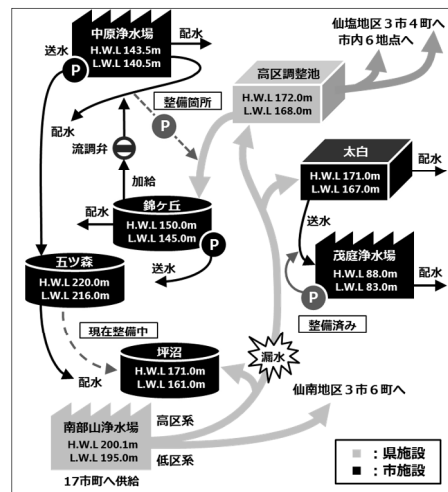 中原浄水場
H.W.L 143.5m
L.W.L 140.5m
配水
送水
P
仙塩地区3市4町へ
市内6地点へ
高区調整池
H.W.L 172.0m
L.W.L 168.0m
整備箇所
P
配水
流調弁
加給
太白
H.W.L 171.0m
L.W.L 167.0m
配水
錦ケ丘
H.W.L 150.0m
L.W.L 145.0m
配水
P
送水
送水
茂庭浄水場
H.W.L 88.0m
L.W.L 83.0m
配水
P
整備済み
五ツ森
H.W.L 220.0m
L.W.L 216.0m
現在整備中
配水
坪沼
H.W.L 171.0m
L.W.L 161.0m
漏水
仙南地区3市6町へ
南部山浄水場
H.W.L 200.1m
L.W.L 195.0m
高区系
低区系
17市町へ供給
:県施設
:市施設